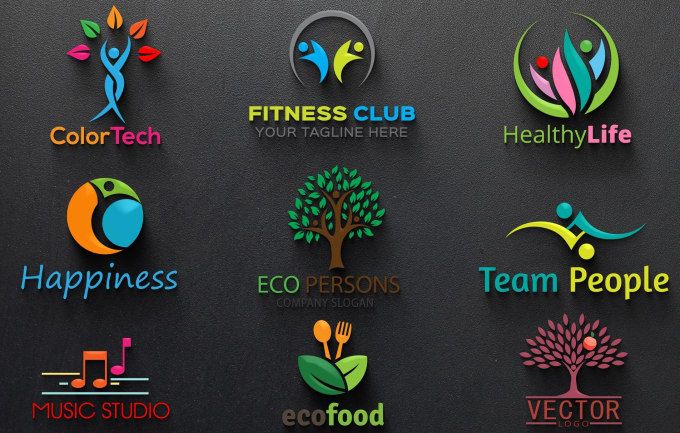 ColorTech
FITNESS CLUB
YOUR TAGLINE HERE
HealthyLife
Happiness
ECO PERSONS
COMPANY SLOGAN
Team People
MUSIC STUDIO
ecofood
VECTOR
LOGO